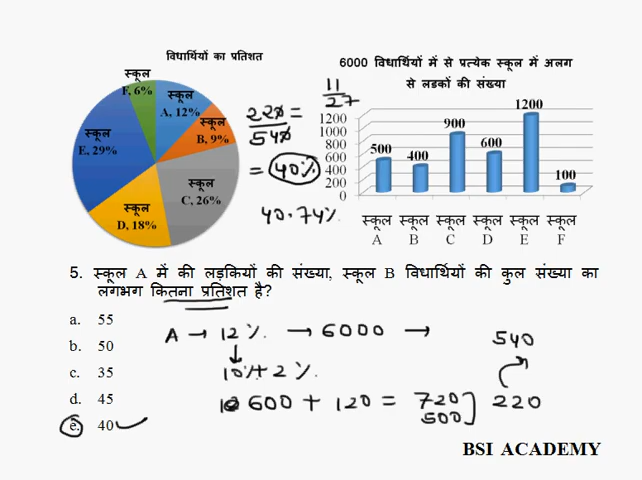 विधार्थियों का प्रतिशत
6000 विधार्थियों में से प्रत्येक स्कूल में अलग
से लडकों की संख्या
स्कूल
F, 6%
स्कूल
A, 12%
स्कूल
B, 9%
स्कूल
E, 29%
स्कूल
C, 26%
स्कूल
D, 18%
220/540 = 11/27
= 40%
40.74%
1200
1000
800
600
400
200
0
500
400
900
600
1200
100
स्कूल स्कूल स्कूल स्कूल स्कूल स्कूल
A B C D E F
5. स्कूल A में की लड़कियों की संख्या, स्कूल B विधार्थियों की कुल संख्या का
लगभग कितना प्रतिशत है?
a. 55
b. 50
c. 35
d. 45
e. 40
A → 12% → 6000 →
540
10% + 2%
600 + 120 = 720
500] 220
BSI ACADEMY